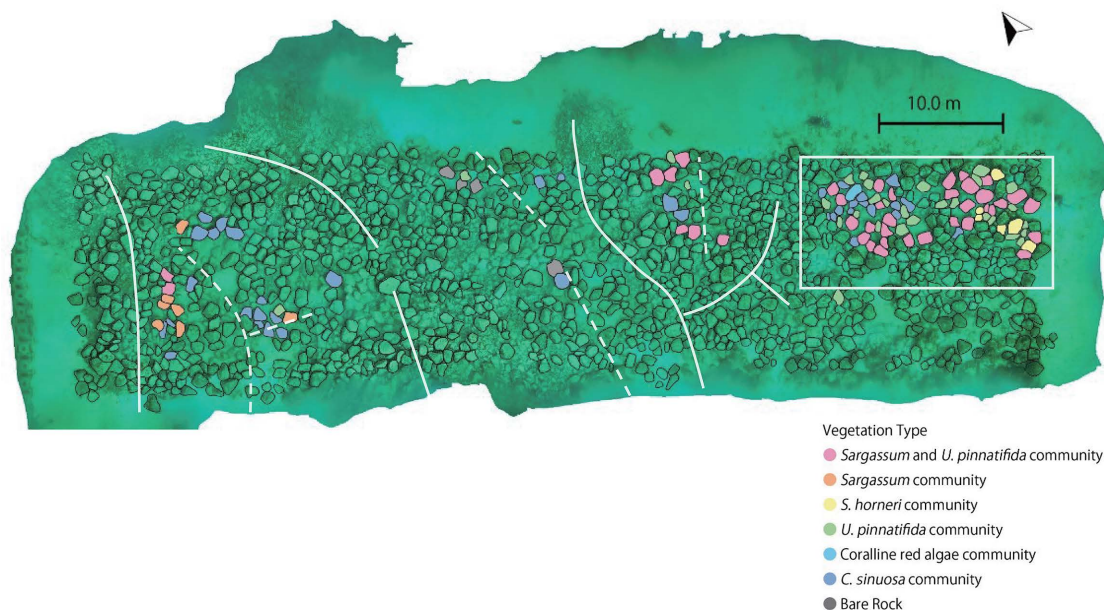 10.0 m
Vegetation Type
Sargassum and U. pinnatifida community
Sargassum community
S. horneri community
U. pinnatifida community
Coralline red algae community
C. sinuosa community
Bare Rock